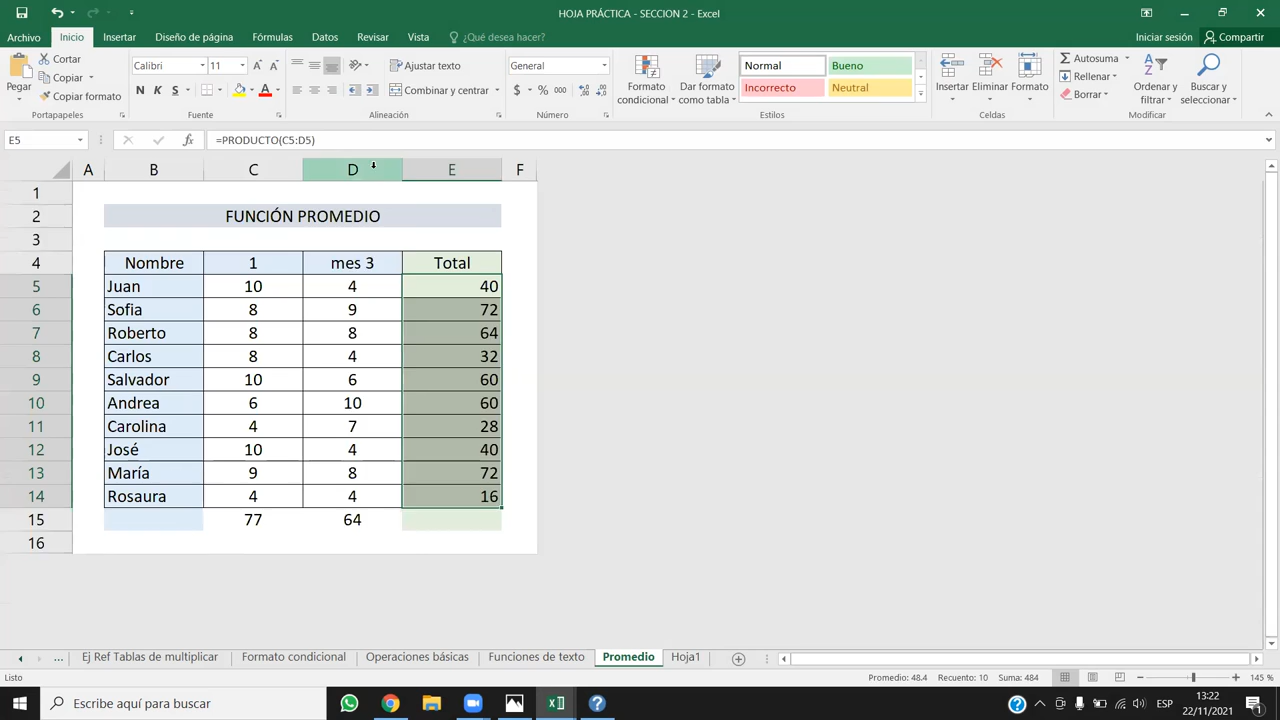 HOJA PRÁCTICA - SECCION 2 - Excel
Archivo Inicio Insertar Diseño de página Fórmulas Datos Revisar Vista ¿Qué desea hacer? Iniciar sesión Compartir
Pegar Cortar Copiar Copiar formato Portapapeles
Calibri 11 N K S A Fuente
Ajustar texto Combinar y centrar Alineación
General $ % 000 Número
Formato condicional Dar formato como tabla Normal Bueno Incorrecto Neutral Estilos
Insertar Eliminar Formato Celdas
Autosuma Rellenar Borrar Ordenar y filtrar Buscar y seleccionar Modificar
E5 fx =PRODUCTO(C5:D5)
A B C D E F
1
2 FUNCIÓN PROMEDIO
3
4 Nombre 1 mes 3 Total
5 Juan 10 4 40
6 Sofia 8 9 72
7 Roberto 8 8 64
8 Carlos 8 4 32
9 Salvador 10 6 60
10 Andrea 6 10 60
11 Carolina 4 7 28
12 José 10 4 40
13 María 9 8 72
14 Rosaura 4 4 16
15 77 64
16
... Ej Ref Tablas de multiplicar Formato condicional Operaciones básicas Funciones de texto Promedio Hoja1
Listo Promedio: 48.4 Recuento: 10 Suma: 484 145 %
Escribe aquí para buscar ESP 13:22
22/11/2021